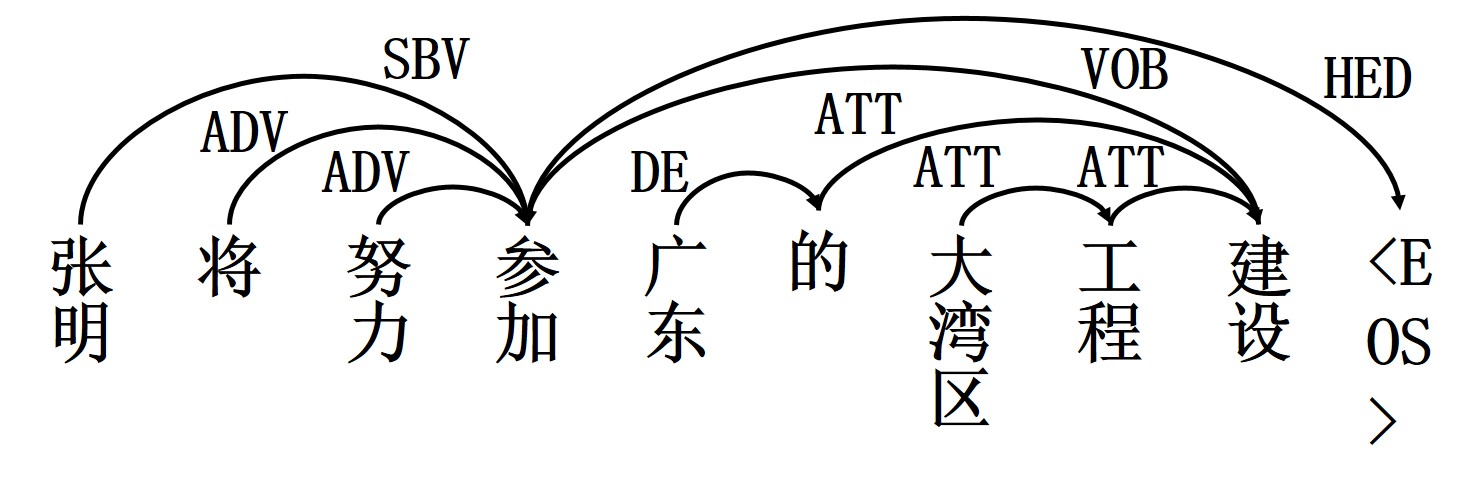 SBV
VOB
HED
ATT
ADV
ADV
DE
ATT
ATT
张明
将
努力
参加
广东
的
大湾区
工程
建设
<EOS>